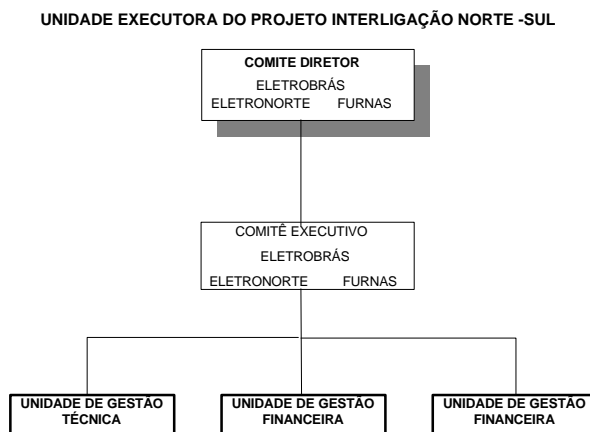 UNIDADE EXECUTORA DO PROJETO INTERLIGAÇÃO NORTE -SUL
COMITE DIRETOR
ELETROBRÁS
ELETRONORTE FURNAS
COMITÊ EXECUTIVO
ELETROBRÁS
ELETRONORTE FURNAS
UNIDADE DE GESTÃO
TÉCNICA
UNIDADE DE GESTÃO
FINANCEIRA
UNIDADE DE GESTÃO
FINANCEIRA